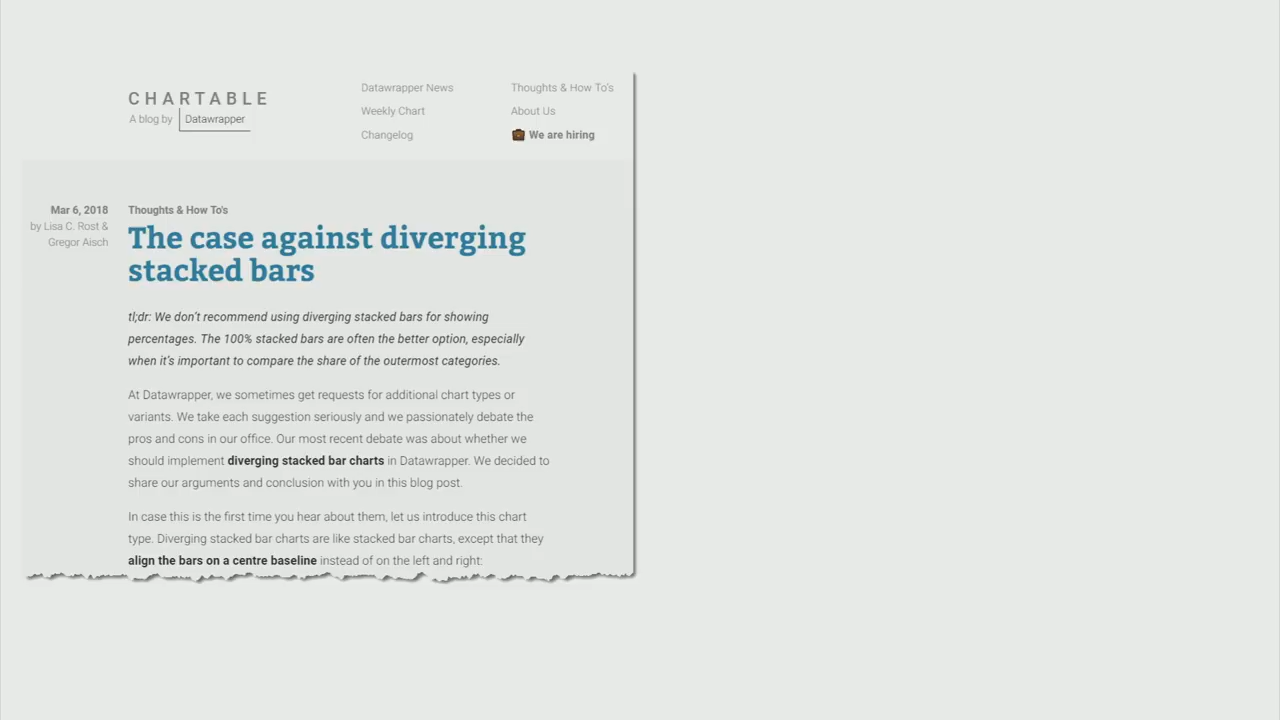 CHARTABLE
A blog by Datawrapper
Datawrapper News
Weekly Chart
Changelog
Thoughts & How To's
About Us
We are hiring
Mar 6, 2018
by Lisa C. Rost &
Gregor Aisch
Thoughts & How To's
The case against diverging
stacked bars
tl;dr: We don't recommend using diverging stacked bars for showing
percentages. The 100% stacked bars are often the better option, especially
when it's important to compare the share of the outermost categories.
At Datawrapper, we sometimes get requests for additional chart types or
variants. We take each suggestion seriously and we passionately debate the
pros and cons in our office. Our most recent debate was about whether we
should implement diverging stacked bar charts in Datawrapper. We decided to
share our arguments and conclusion with you in this blog post.
In case this is the first time you hear about them, let us introduce this chart
type. Diverging stacked bar charts are like stacked bar charts, except that they
align the bars on a centre baseline instead of on the left and right: